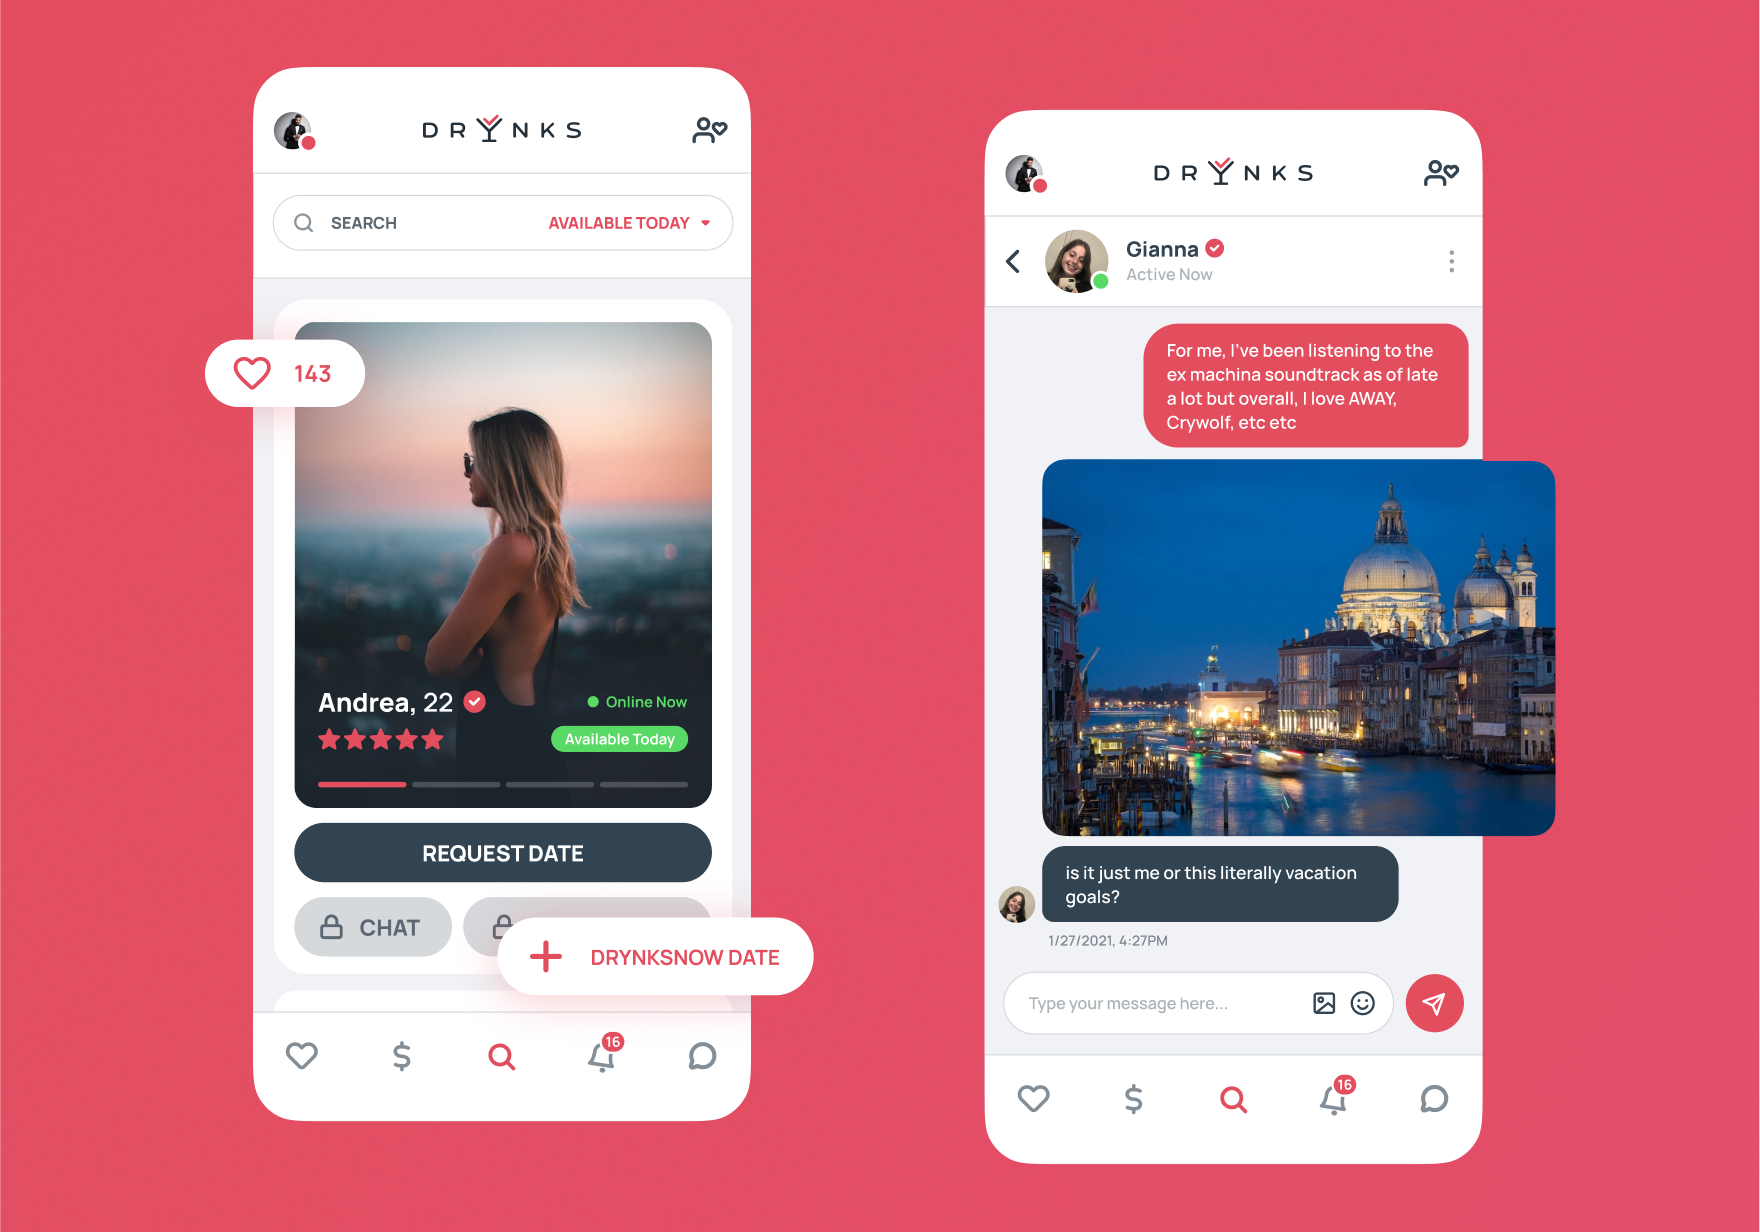 DRYNKS
SEARCH
AVAILABLE TODAY
143
Andrea, 22
Online Now
Available Today
REQUEST DATE
CHAT
DRYNKSNOW DATE
16
DRYNKS
Gianna
Active Now
For me, I've been listening to the
ex machina soundtrack as of late
a lot but overall, I love AWAY,
Crywolf, etc etc
is it just me or this literally vacation
goals?
1/27/2021, 4:27PM
Type your message here...
16